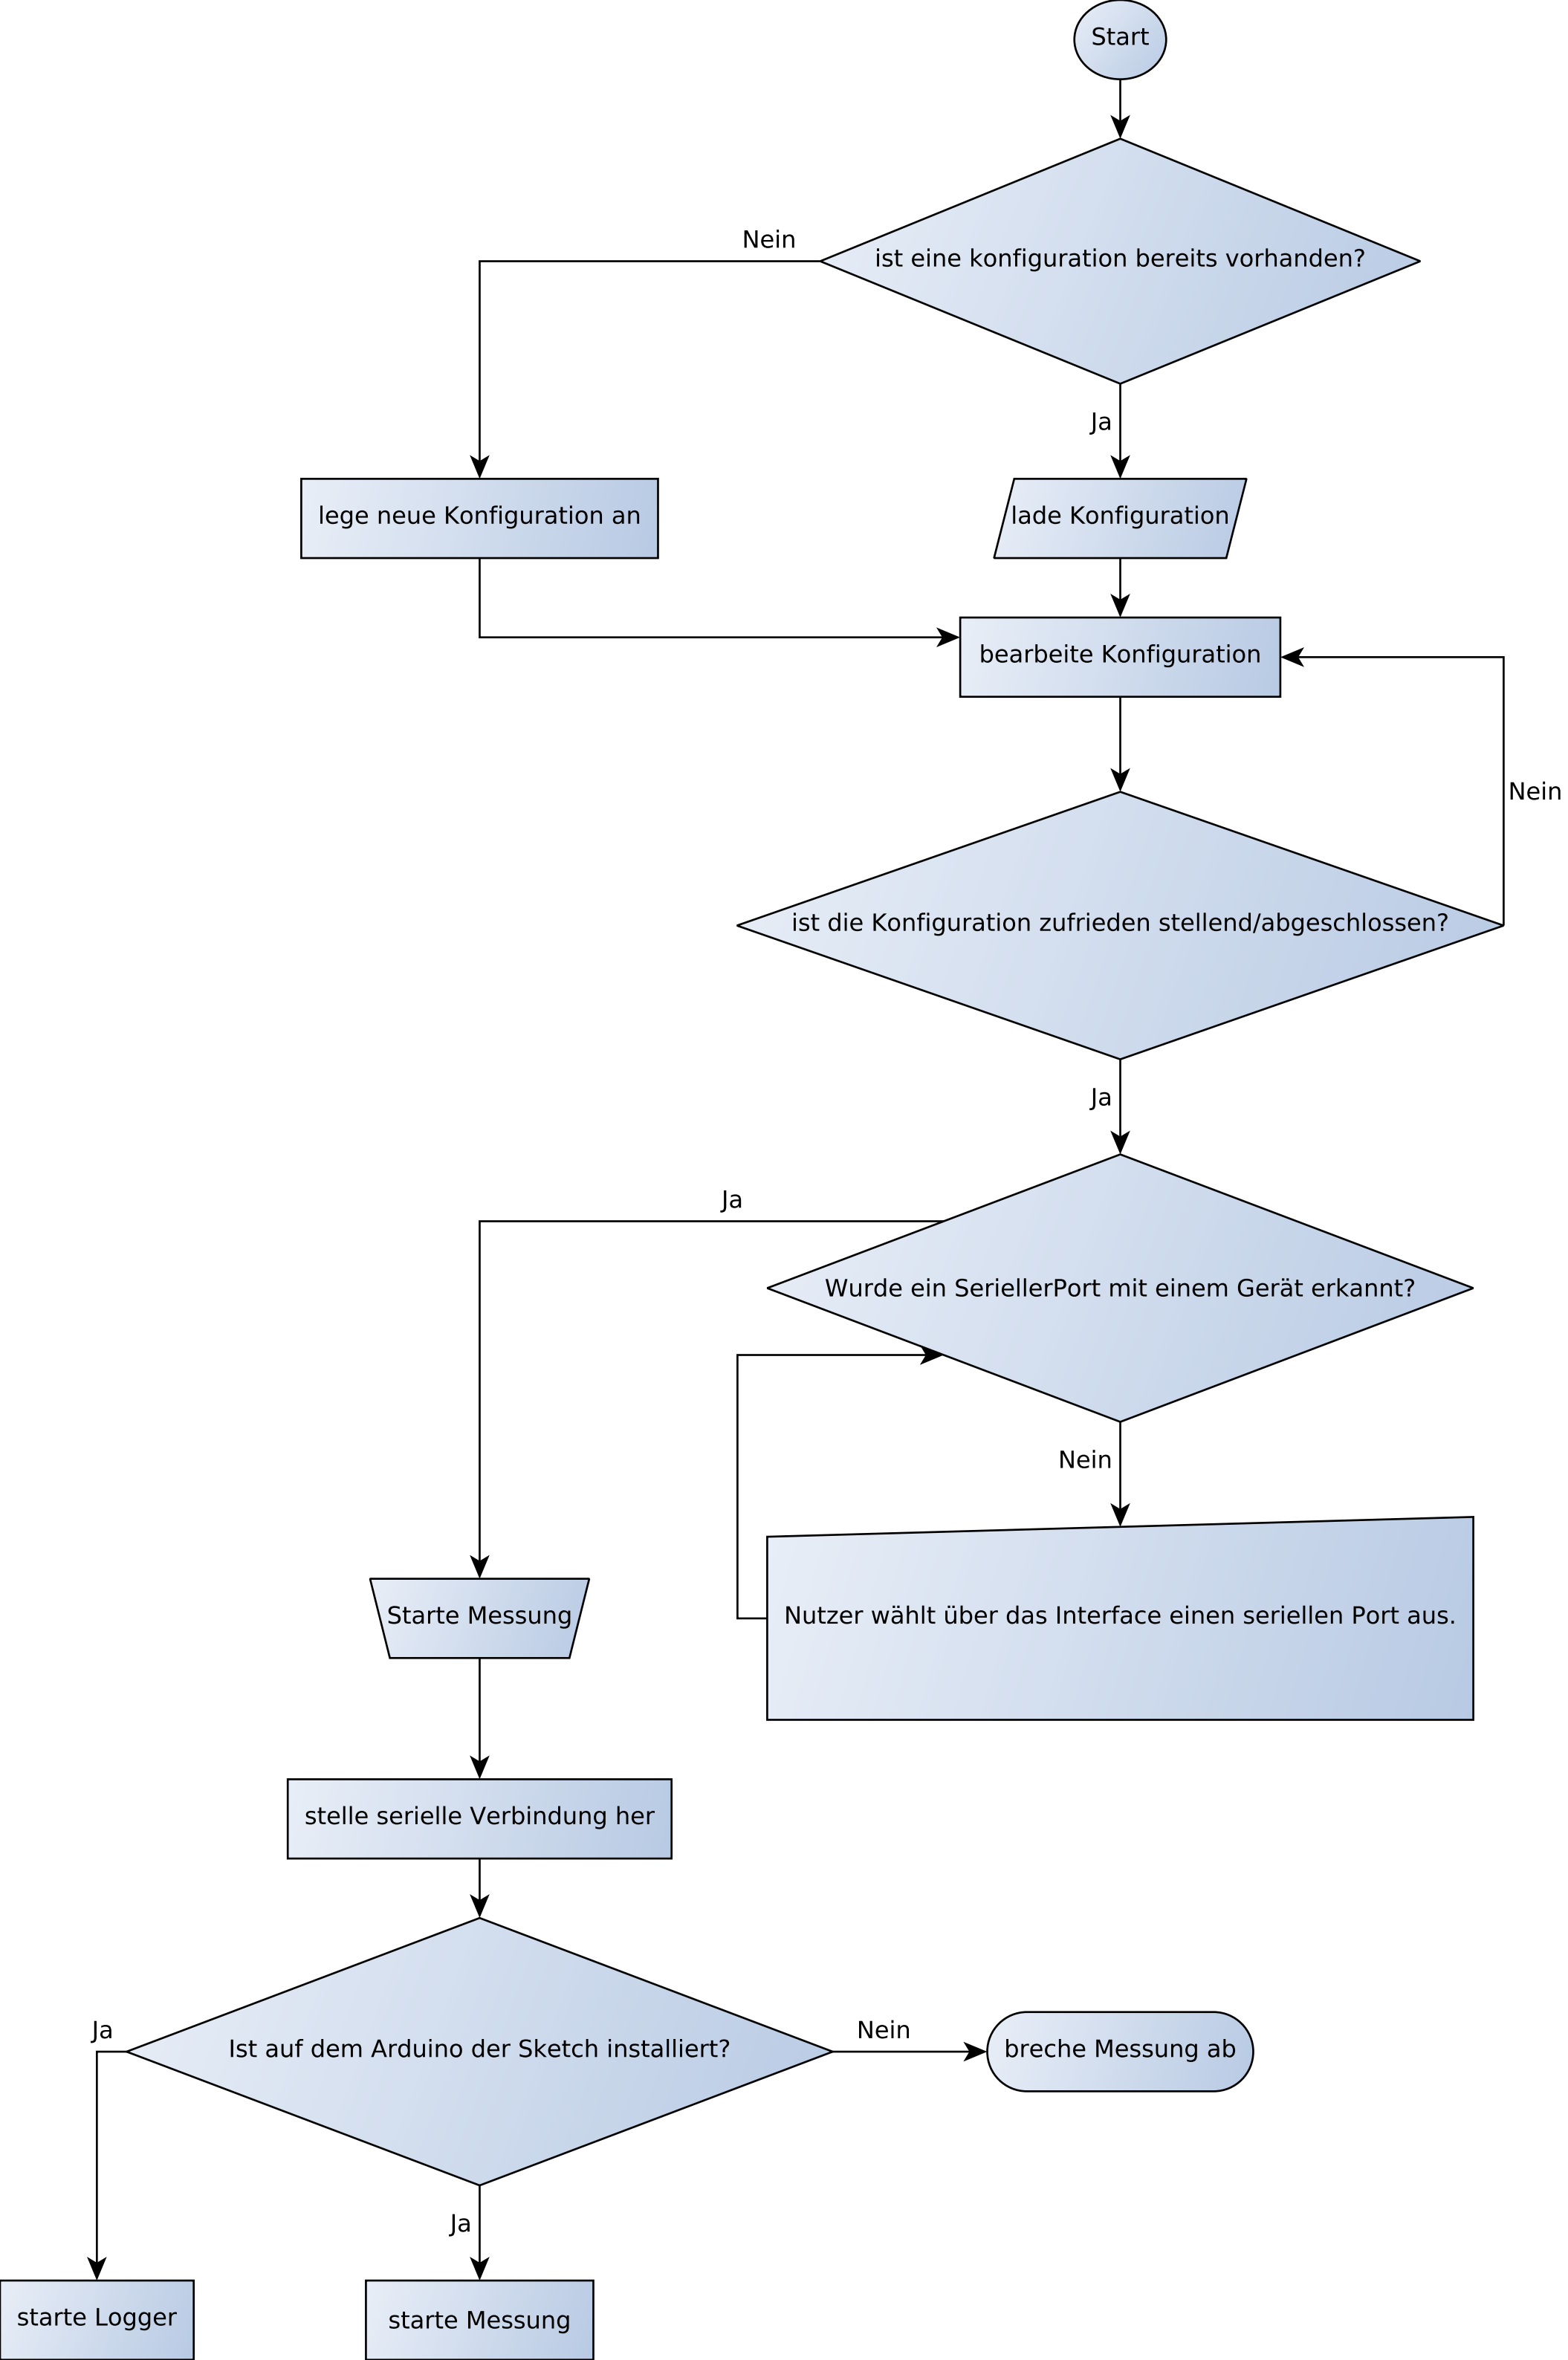 Start
ist eine konfiguration bereits vorhanden?
Nein
Ja
lege neue Konfiguration an
lade Konfiguration
bearbeite Konfiguration
Nein
ist die Konfiguration zufrieden stellend/abgeschlossen?
Ja
Ja
Wurde ein SeriellerPort mit einem Gerät erkannt?
Nein
Starte Messung
Nutzer wählt über das Interface einen seriellen Port aus.
stelle serielle Verbindung her
Ja
Ist auf dem Arduino der Sketch installiert?
Nein
breche Messung ab
Ja
starte Logger
starte Messung